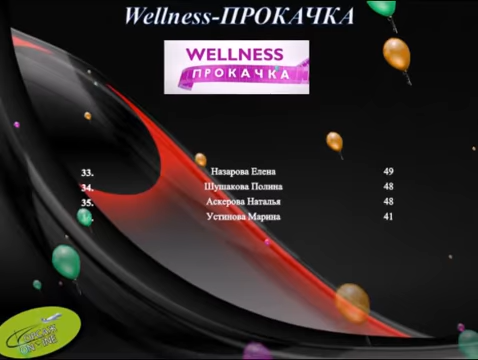 Wellness-ПРОКАЧКА
WELLNESS
ПРОКАЧКА
33. Назарова Елена 49
34. Шушакова Полина 48
35. Аскерова Наталья 48
Устинова Марина 41